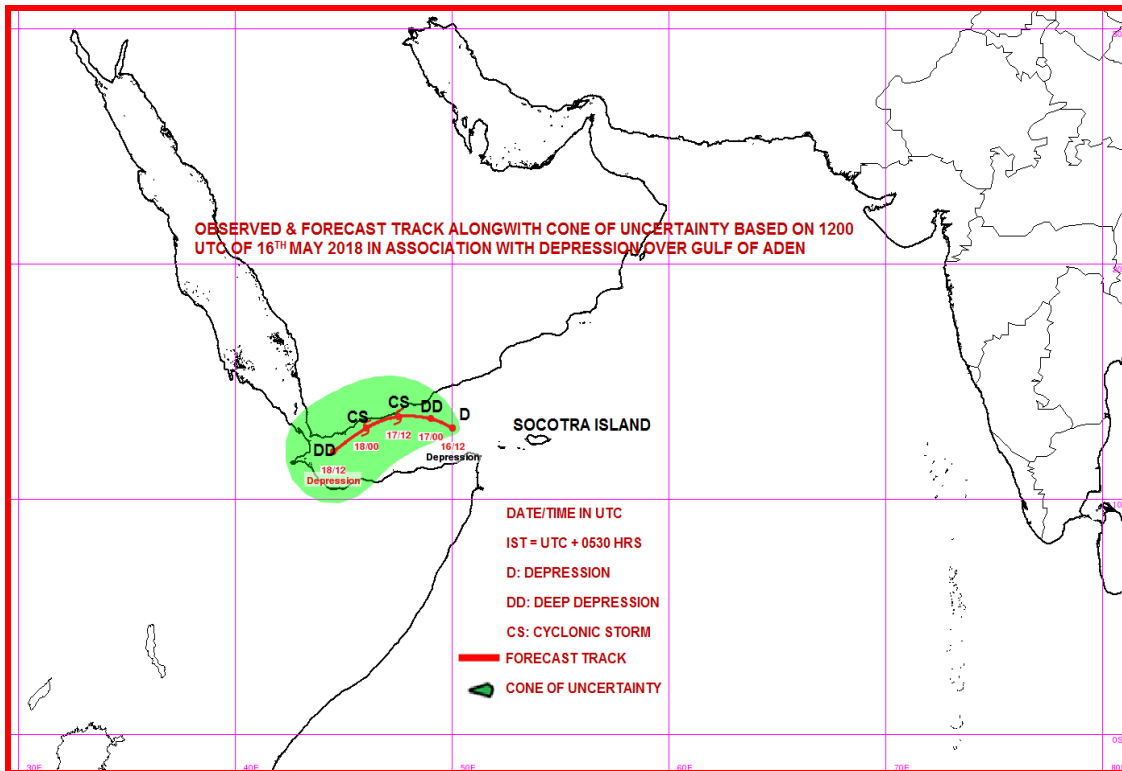 OBSERVED & FORECAST TRACK ALONGWITH CONE OF UNCERTAINTY BASED ON 1200
UTC OF 16TH MAY 2018 IN ASSOCIATION WITH DEPRESSION OVER GULF OF ADEN
CS
CS
DD
D
SOCOTRA ISLAND
DD
18/00
17/12
17/00
16/12
Depression
18/12
Depression
DATE/TIME IN UTC
IST = UTC + 0530 HRS
D: DEPRESSION
DD: DEEP DEPRESSION
CS: CYCLONIC STORM
FORECAST TRACK
CONE OF UNCERTAINTY
30E
40E
50E
60E
70E